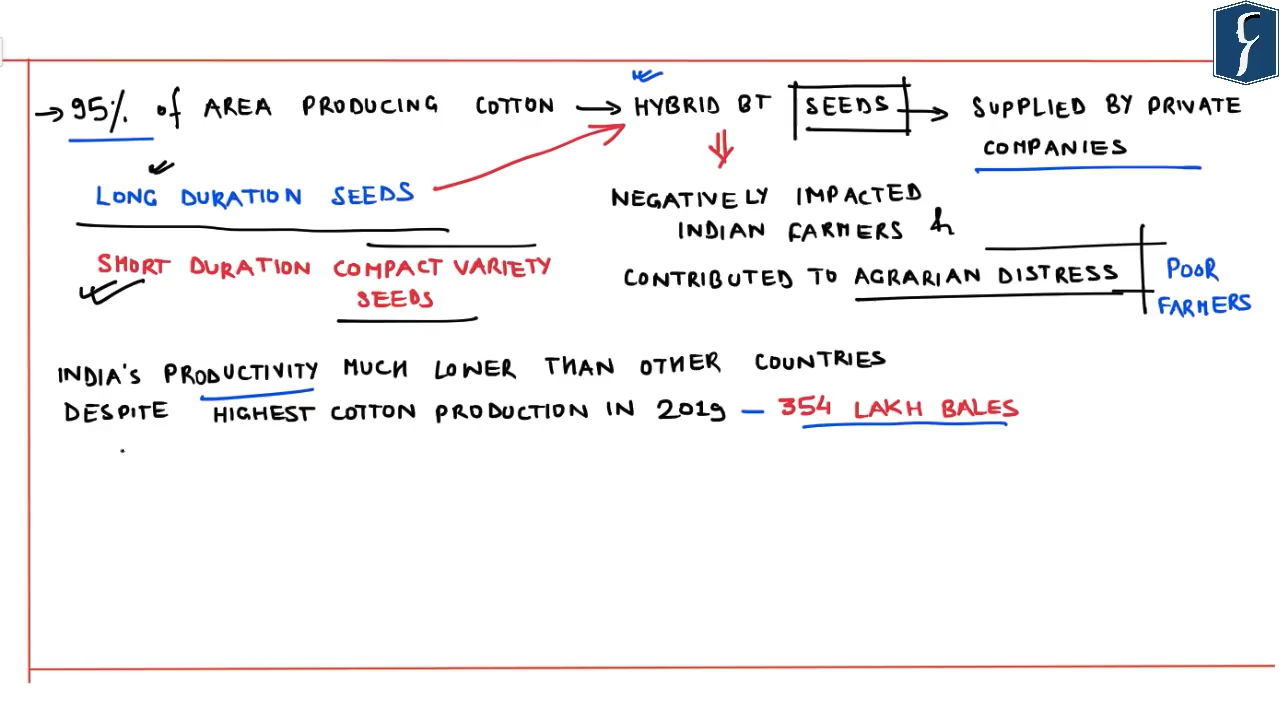 → 95% of AREA PRODUCING COTTON → HYBRID BT SEEDS → SUPPLIED BY PRIVATE
COMPANIES
LONG DURATION SEEDS
NEGATIVELY IMPACTED
INDIAN FARMERS &
SHORT DURATION COMPACT VARIETY
SEEDS
CONTRIBUTED TO AGRARIAN DISTRESS
POOR
FARMERS
INDIA'S PRODUCTIVITY MUCH LOWER THAN OTHER COUNTRIES
DESPITE HIGHEST COTTON PRODUCTION IN 2019 — 354 LAKH BALES